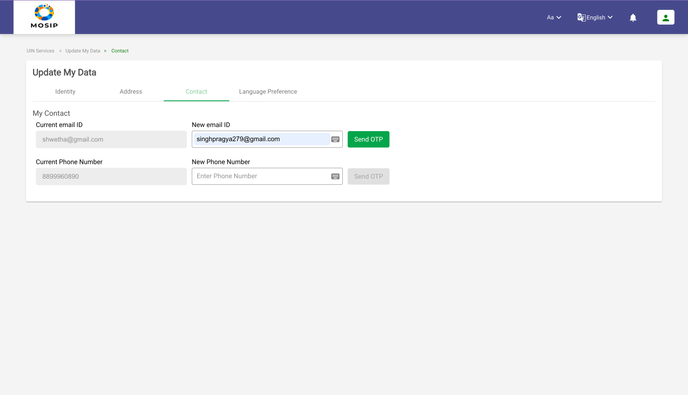 MOSIP
Aa
English
UIN Services > Update My Data > Contact
Update My Data
Identity Address Contact Language Preference
My Contact
Current email ID New email ID
shwetha@gmail.com singhpragya279@gmail.com Send OTP
Current Phone Number New Phone Number
8899960890 Enter Phone Number Send OTP